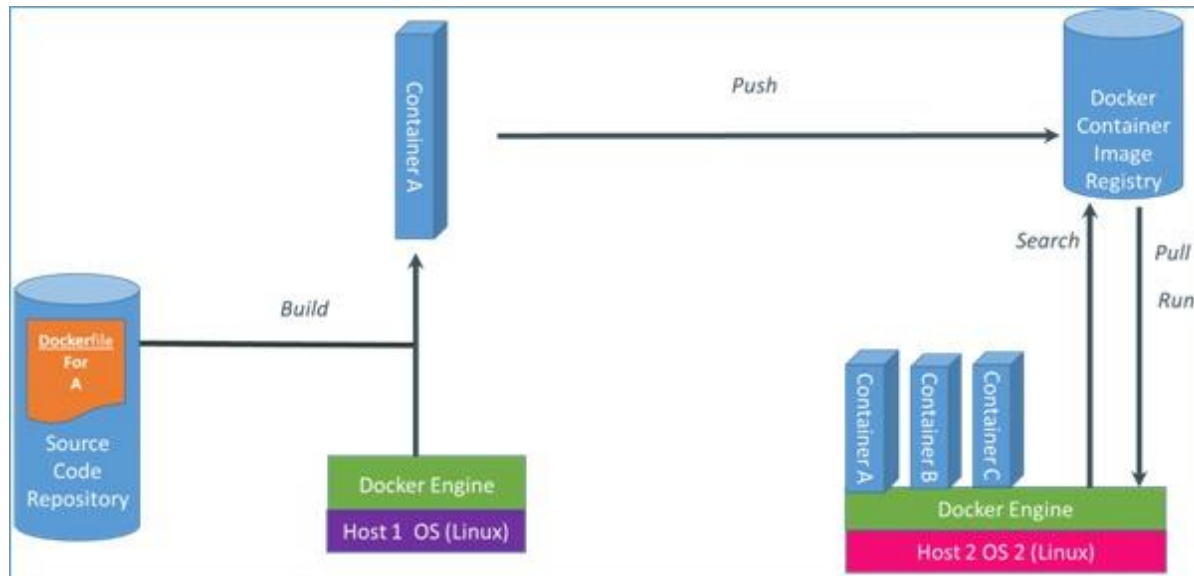 Container A
Push
Docker
Container
Image
Registry
Search
Pull
Run
Build
Dockerfile
For
A
Source
Code
Repository
Docker Engine
Host 1 OS (Linux)
Container A
Container B
Container C
Docker Engine
Host 2 OS 2 (Linux)